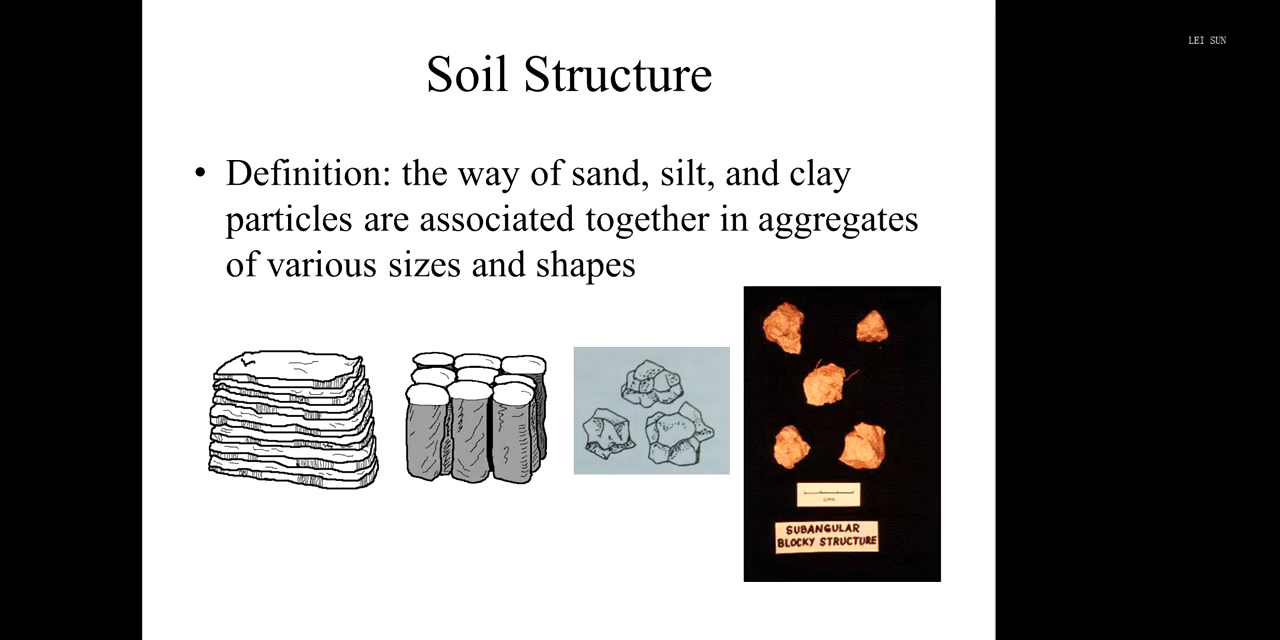 LEI SUN
Soil Structure
• Definition: the way of sand, silt, and clay
particles are associated together in aggregates
of various sizes and shapes
SUBANGULAR
BLOCKY STRUCTURE